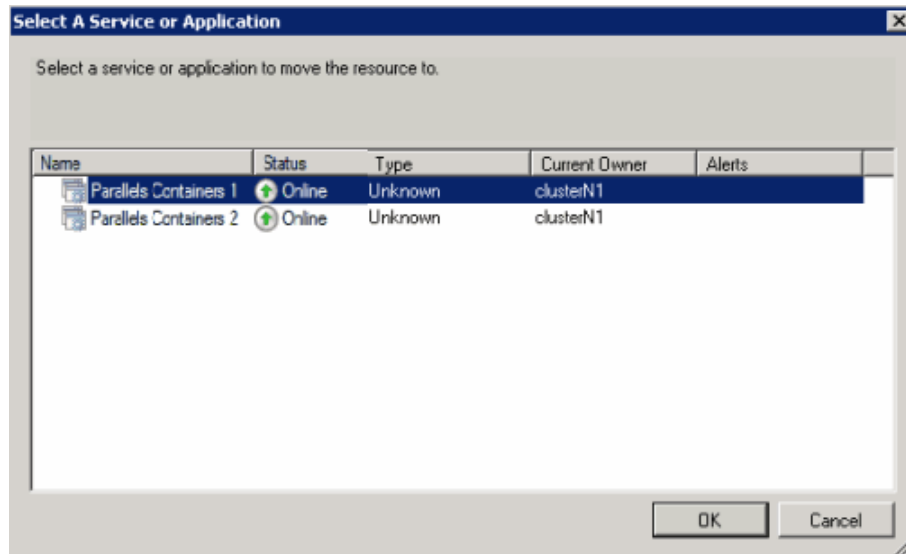 Select A Service or Application
Select a service or application to move the resource to.
Name Status Type Current Owner Alerts
Parallels Containers 1 Online Unknown clusterN1
Parallels Containers 2 Online Unknown clusterN1
OK Cancel